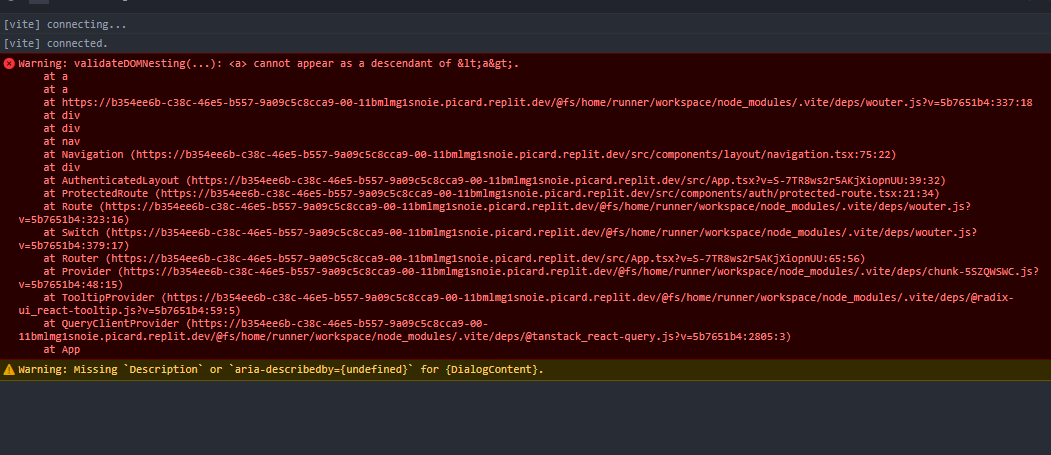 [vite] connecting...
[vite] connected.
Warning: validateDOMNesting(...): <a> cannot appear as a descendant of &lt;a&gt;.
at a
at a
at https://b354ee6b-c38c-46e5-b557-9a09c5c8cca9-00-11bmlmg1snoie.picard.replit.dev/@fs/home/runner/workspace/node_modules/.vite/deps/wouter.js?v=5b7651b4:337:18
at div
at div
at nav
at Navigation (https://b354ee6b-c38c-46e5-b557-9a09c5c8cca9-00-11bmlmg1snoie.picard.replit.dev/src/components/layout/navigation.tsx:75:22)
at div
at AuthenticatedLayout (https://b354ee6b-c38c-46e5-b557-9a09c5c8cca9-00-11bmlmg1snoie.picard.replit.dev/src/App.tsx?v=S-7TR8ws2r5AKjXiopnUU:39:32)
at ProtectedRoute (https://b354ee6b-c38c-46e5-b557-9a09c5c8cca9-00-11bmlmg1snoie.picard.replit.dev/src/components/auth/protected-route.tsx:21:34)
at Route (https://b354ee6b-c38c-46e5-b557-9a09c5c8cca9-00-11bmlmg1snoie.picard.replit.dev/@fs/home/runner/workspace/node_modules/.vite/deps/wouter.js?
v=5b7651b4:323:16)
at Switch (https://b354ee6b-c38c-46e5-b557-9a09c5c8cca9-00-11bmlmg1snoie.picard.replit.dev/@fs/home/runner/workspace/node_modules/.vite/deps/wouter.js?
v=5b7651b4:379:17)
at Router (https://b354ee6b-c38c-46e5-b557-9a09c5c8cca9-00-11bmlmg1snoie.picard.replit.dev/src/App.tsx?v=S-7TR8ws2r5AKjXiopnUU:65:56)
at Provider (https://b354ee6b-c38c-46e5-b557-9a09c5c8cca9-00-11bmlmg1snoie.picard.replit.dev/@fs/home/runner/workspace/node_modules/.vite/deps/chunk-5SZQWSWC.js?
v=5b7651b4:48:15)
at TooltipProvider (https://b354ee6b-c38c-46e5-b557-9a09c5c8cca9-00-11bmlmg1snoie.picard.replit.dev/@fs/home/runner/workspace/node_modules/.vite/deps/@radix-
ui_react-tooltip.js?v=5b7651b4:59:5)
at QueryClientProvider (https://b354ee6b-c38c-46e5-b557-9a09c5c8cca9-00-
11bmlmg1snoie.picard.replit.dev/@fs/home/runner/workspace/node_modules/.vite/deps/@tanstack_react-query.js?v=5b7651b4:2805:3)
at App
Warning: Missing `Description` or `aria-describedby={undefined}` for {DialogContent}.